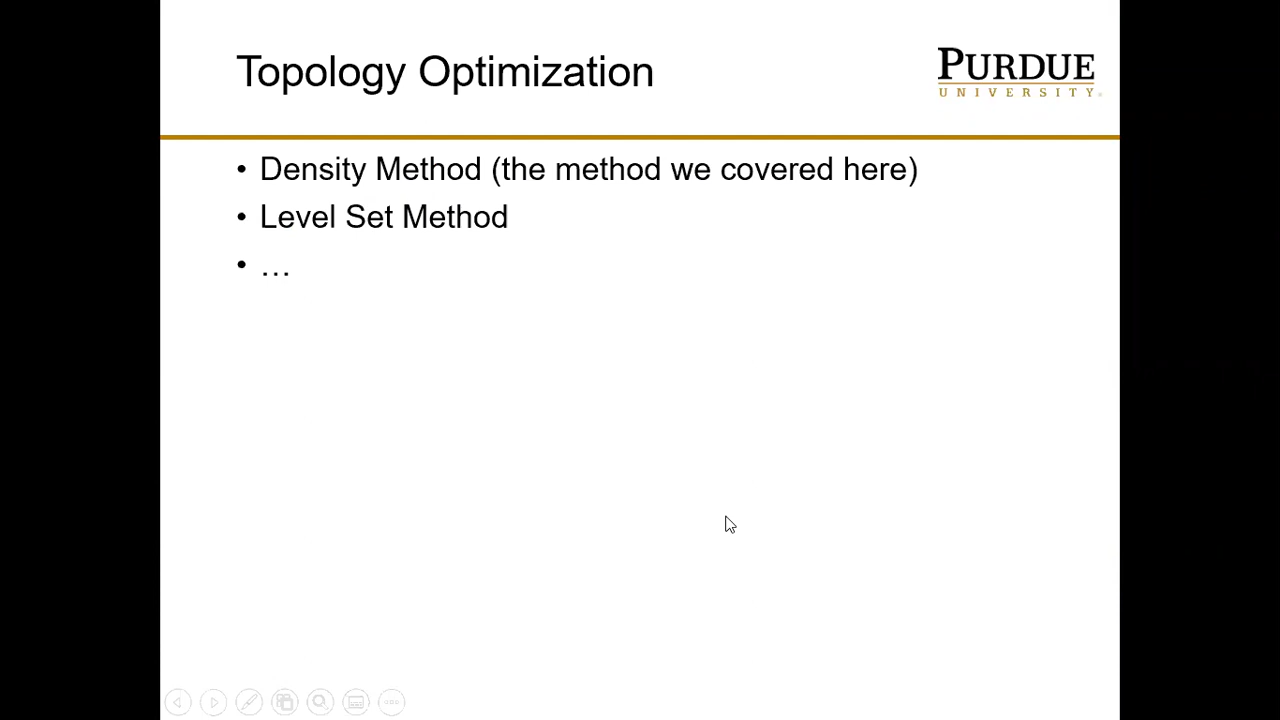 Topology Optimization
PURDUE
UNIVERSITY
• Density Method (the method we covered here)
• Level Set Method
• …